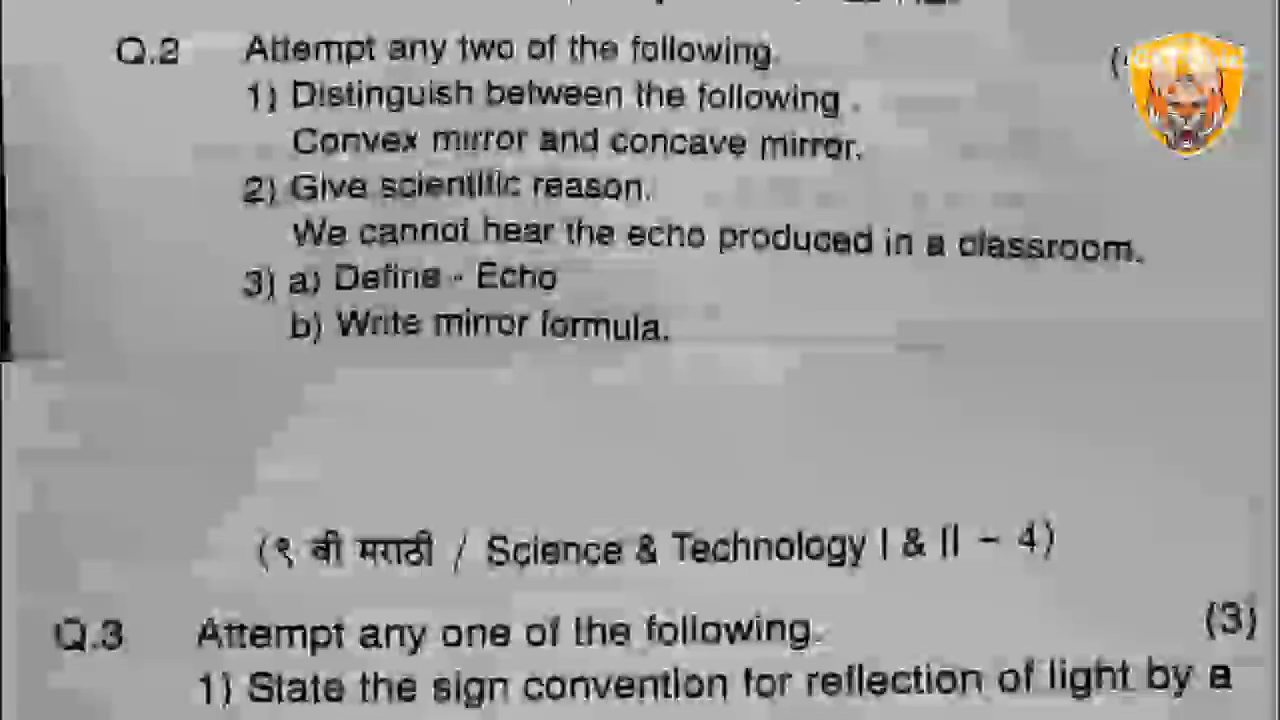 Q.2 Attempt any two of the following.
1) Distinguish between the following.
Convex mirror and concave mirror.
2) Give scientific reason.
We cannot hear the echo produced in a classroom.
3) a) Define - Echo
b) Write mirror formula.
(९ वी मराठी / Science & Technology I & II - 4)
Q.3 Attempt any one of the following. (3)
1) State the sign convention for reflection of light by a